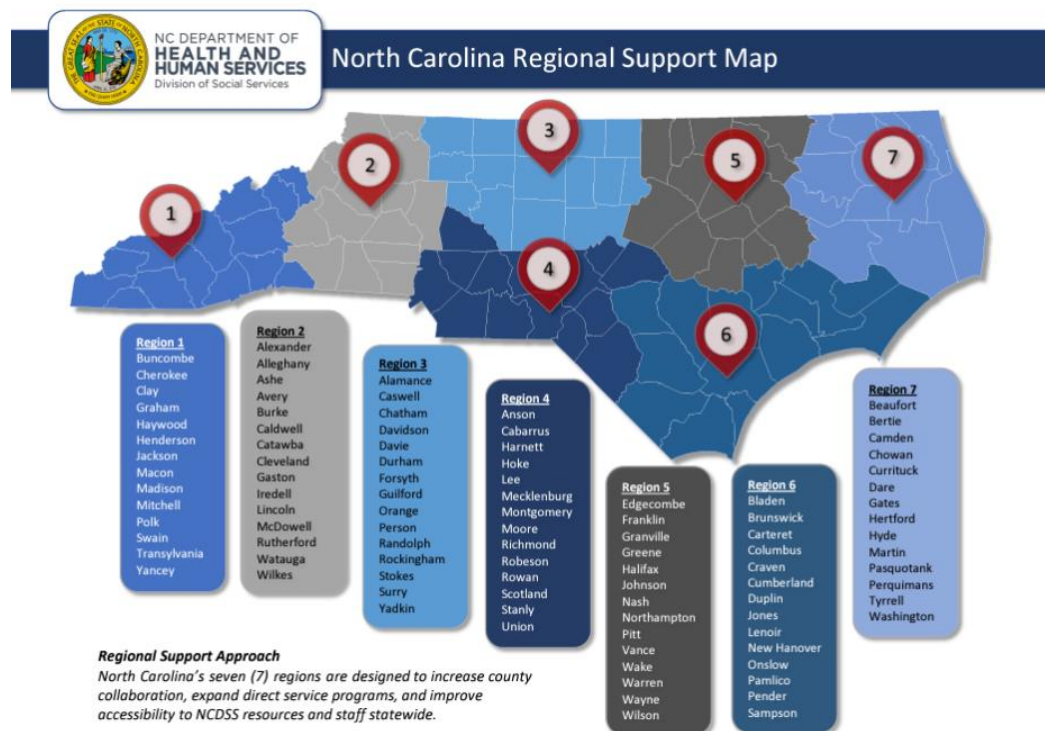 NC DEPARTMENT OF
HEALTH AND
HUMAN SERVICES
Division of Social Services
North Carolina Regional Support Map
1
2
3
4
5
6
7
Region 1
Buncombe
Cherokee
Clay
Graham
Haywood
Henderson
Jackson
Macon
Madison
Mitchell
Polk
Swain
Transylvania
Yancey
Region 2
Alexander
Alleghany
Ashe
Avery
Burke
Caldwell
Catawba
Cleveland
Gaston
Iredell
Lincoln
McDowell
Rutherford
Watauga
Wilkes
Region 3
Alamance
Caswell
Chatham
Davidson
Davie
Durham
Forsyth
Guilford
Orange
Person
Randolph
Rockingham
Stokes
Surry
Yadkin
Region 4
Anson
Cabarrus
Harnett
Hoke
Lee
Mecklenburg
Montgomery
Moore
Richmond
Robeson
Rowan
Scotland
Stanly
Union
Region 5
Edgecombe
Franklin
Granville
Greene
Halifax
Johnson
Nash
Northampton
Pitt
Vance
Wake
Warren
Wayne
Wilson
Region 6
Bladen
Brunswick
Carteret
Columbus
Craven
Cumberland
Duplin
Jones
Lenoir
New Hanover
Onslow
Pamlico
Pender
Sampson
Region 7
Beaufort
Bertie
Camden
Chowan
Currituck
Dare
Gates
Hertford
Hyde
Martin
Pasquotank
Perquimans
Tyrrell
Washington
Regional Support Approach
North Carolina's seven (7) regions are designed to increase county
collaboration, expand direct service programs, and improve
accessibility to NCDSS resources and staff statewide.